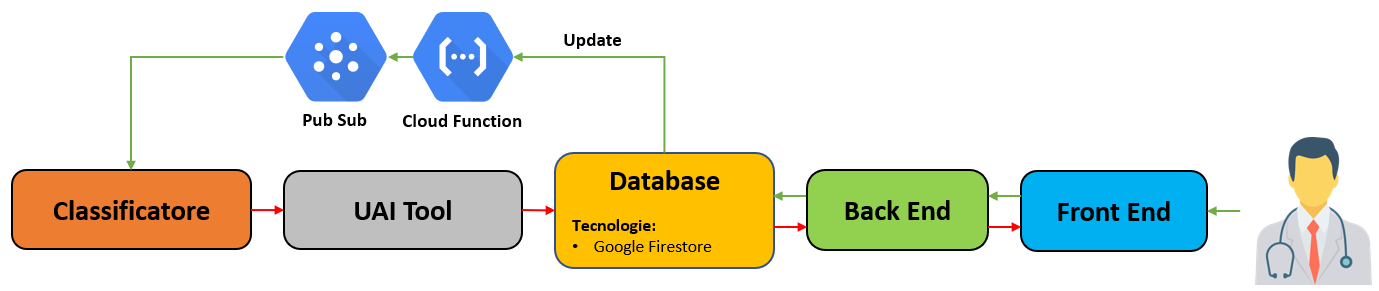 Update
Pub Sub
Cloud Function
Classificatore
UAI Tool
Database
Tecnologie:
• Google Firestore
Back End
Front End